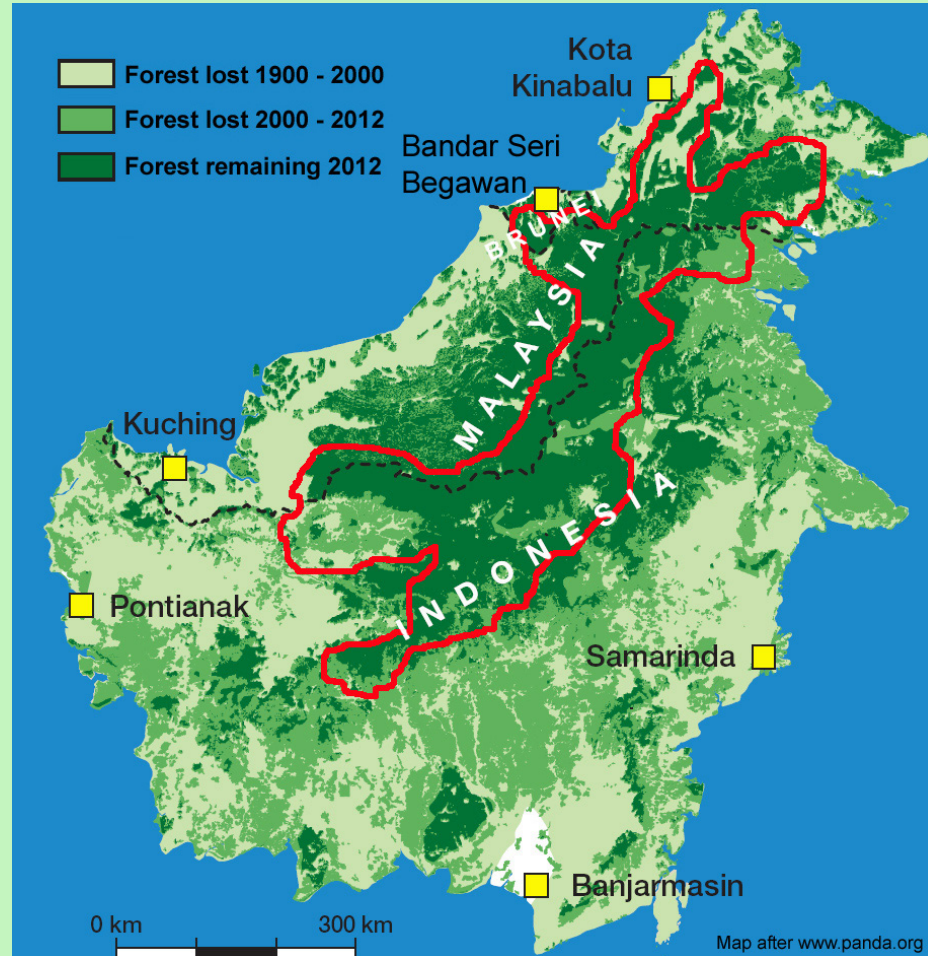 Forest lost 1900 - 2000
Forest lost 2000 - 2012
Forest remaining 2012
Kota
Kinabalu
Bandar Seri
Begawan
BRUNEI
MALAYSIA
Kuching
INDONESIA
Pontianak
Samarinda
Banjarmasin
0 km 300 km
Map after www.panda.org